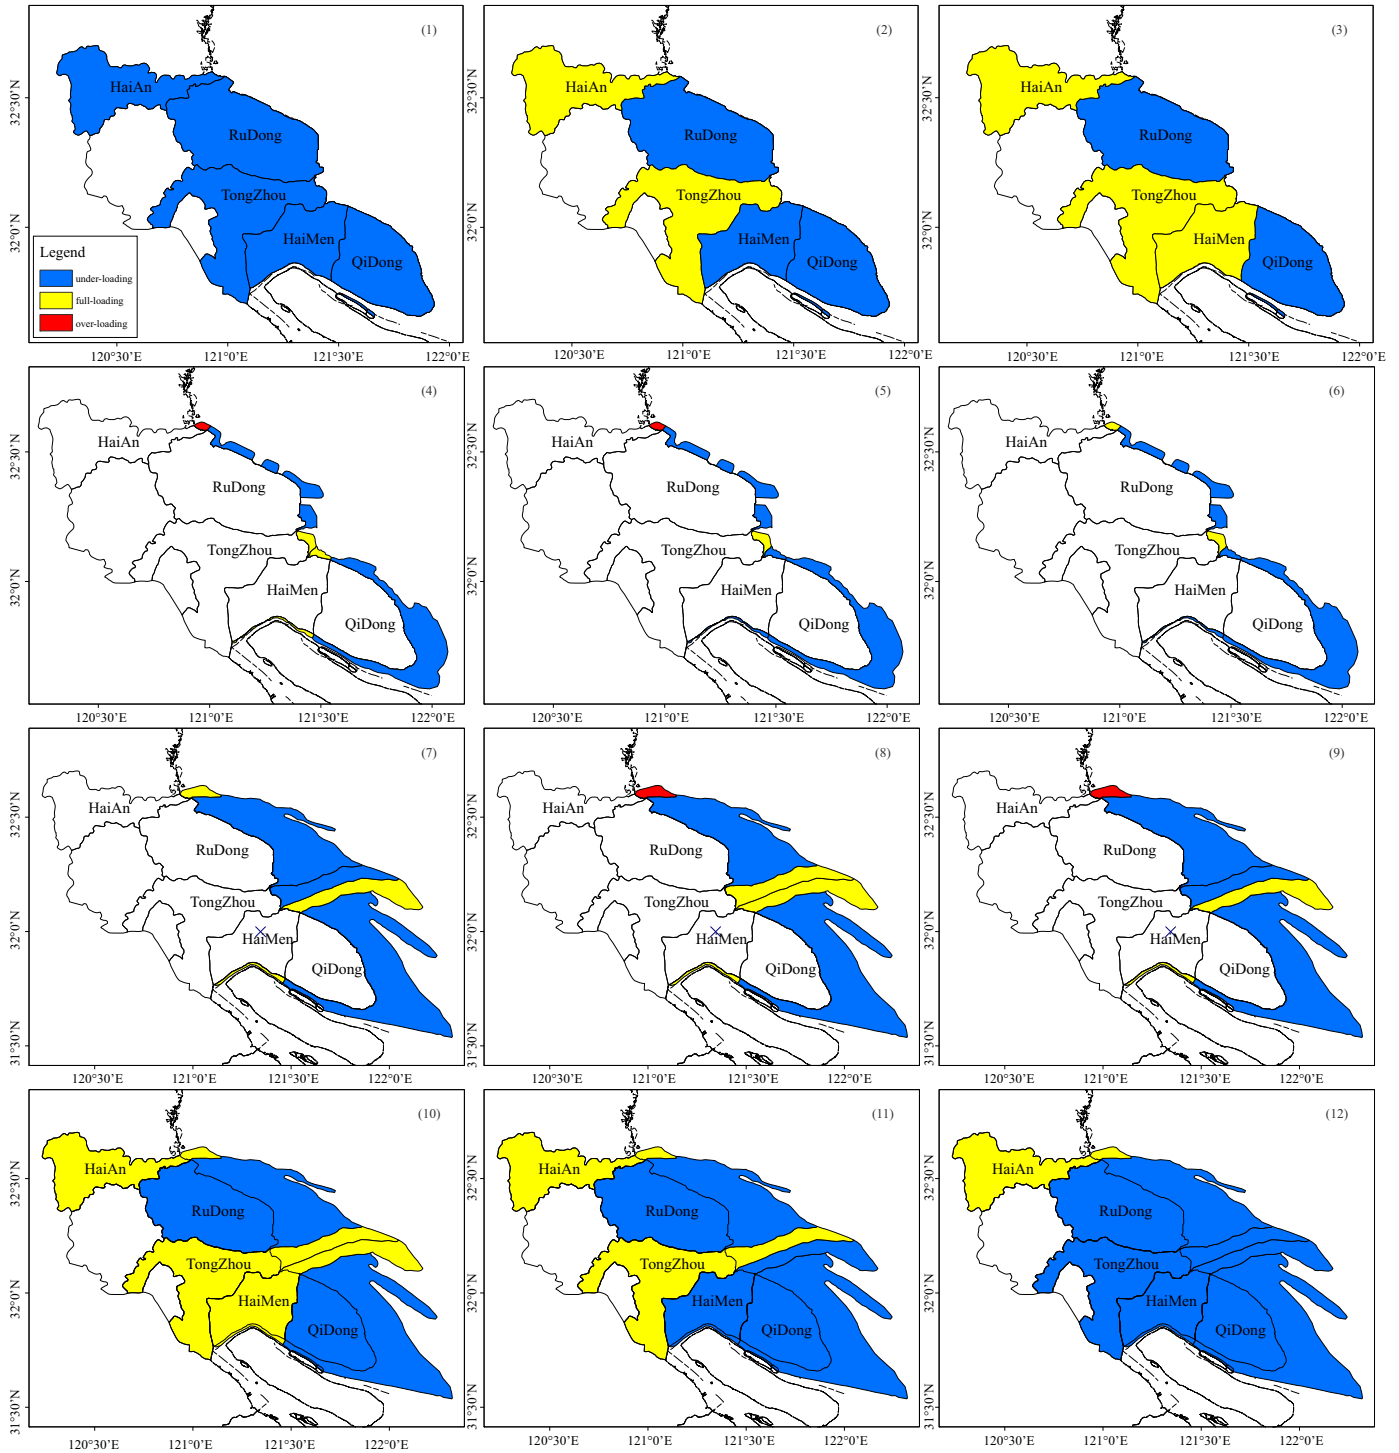 (1)
HaiAn
RuDong
TongZhou
HaiMen
QiDong
32°30'N
32°0'N
Legend
under-loading
full-loading
over-loading
120°30'E 121°0'E 121°30'E 122°0'E
(2)
HaiAn
RuDong
TongZhou
HaiMen
QiDong
32°30'N
32°0'N
120°30'E 121°0'E 121°30'E 122°0'E
(3)
HaiAn
RuDong
TongZhou
HaiMen
QiDong
32°30'N
32°0'N
120°30'E 121°0'E 121°30'E 122°0'E
(4)
HaiAn
RuDong
TongZhou
HaiMen
QiDong
32°30'N
32°0'N
120°30'E 121°0'E 121°30'E 122°0'E
(5)
HaiAn
RuDong
TongZhou
HaiMen
QiDong
32°30'N
32°0'N
120°30'E 121°0'E 121°30'E 122°0'E
(6)
HaiAn
RuDong
TongZhou
HaiMen
QiDong
32°30'N
32°0'N
120°30'E 121°0'E 121°30'E 122°0'E
(7)
HaiAn
RuDong
TongZhou
HaiMen
QiDong
32°30'N
32°0'N
31°30'N
120°30'E 121°0'E 121°30'E 122°0'E
(8)
HaiAn
RuDong
TongZhou
HaiMen
QiDong
32°30'N
32°0'N
31°30'N
120°30'E 121°0'E 121°30'E 122°0'E
(9)
HaiAn
RuDong
TongZhou
HaiMen
QiDong
32°30'N
32°0'N
31°30'N
120°30'E 121°0'E 121°30'E 122°0'E
(10)
HaiAn
RuDong
TongZhou
HaiMen
QiDong
32°30'N
32°0'N
31°30'N
120°30'E 121°0'E 121°30'E 122°0'E
(11)
HaiAn
RuDong
TongZhou
HaiMen
QiDong
32°30'N
32°0'N
31°30'N
120°30'E 121°0'E 121°30'E 122°0'E
(12)
HaiAn
RuDong
TongZhou
HaiMen
QiDong
32°30'N
32°0'N
31°30'N
120°30'E 121°0'E 121°30'E 122°0'E